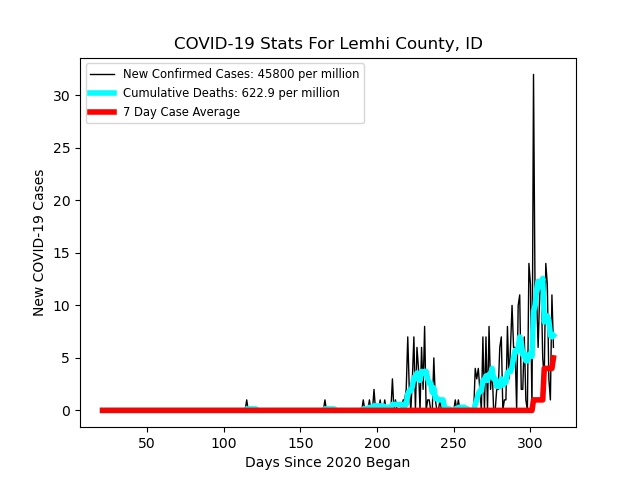 COVID-19 Stats For Lemhi County, ID
New Confirmed Cases: 45800 per million
Cumulative Deaths: 622.9 per million
7 Day Case Average
New COVID-19 Cases
30
25
20
15
10
5
0
50
100
150
200
250
300
Days Since 2020 Began